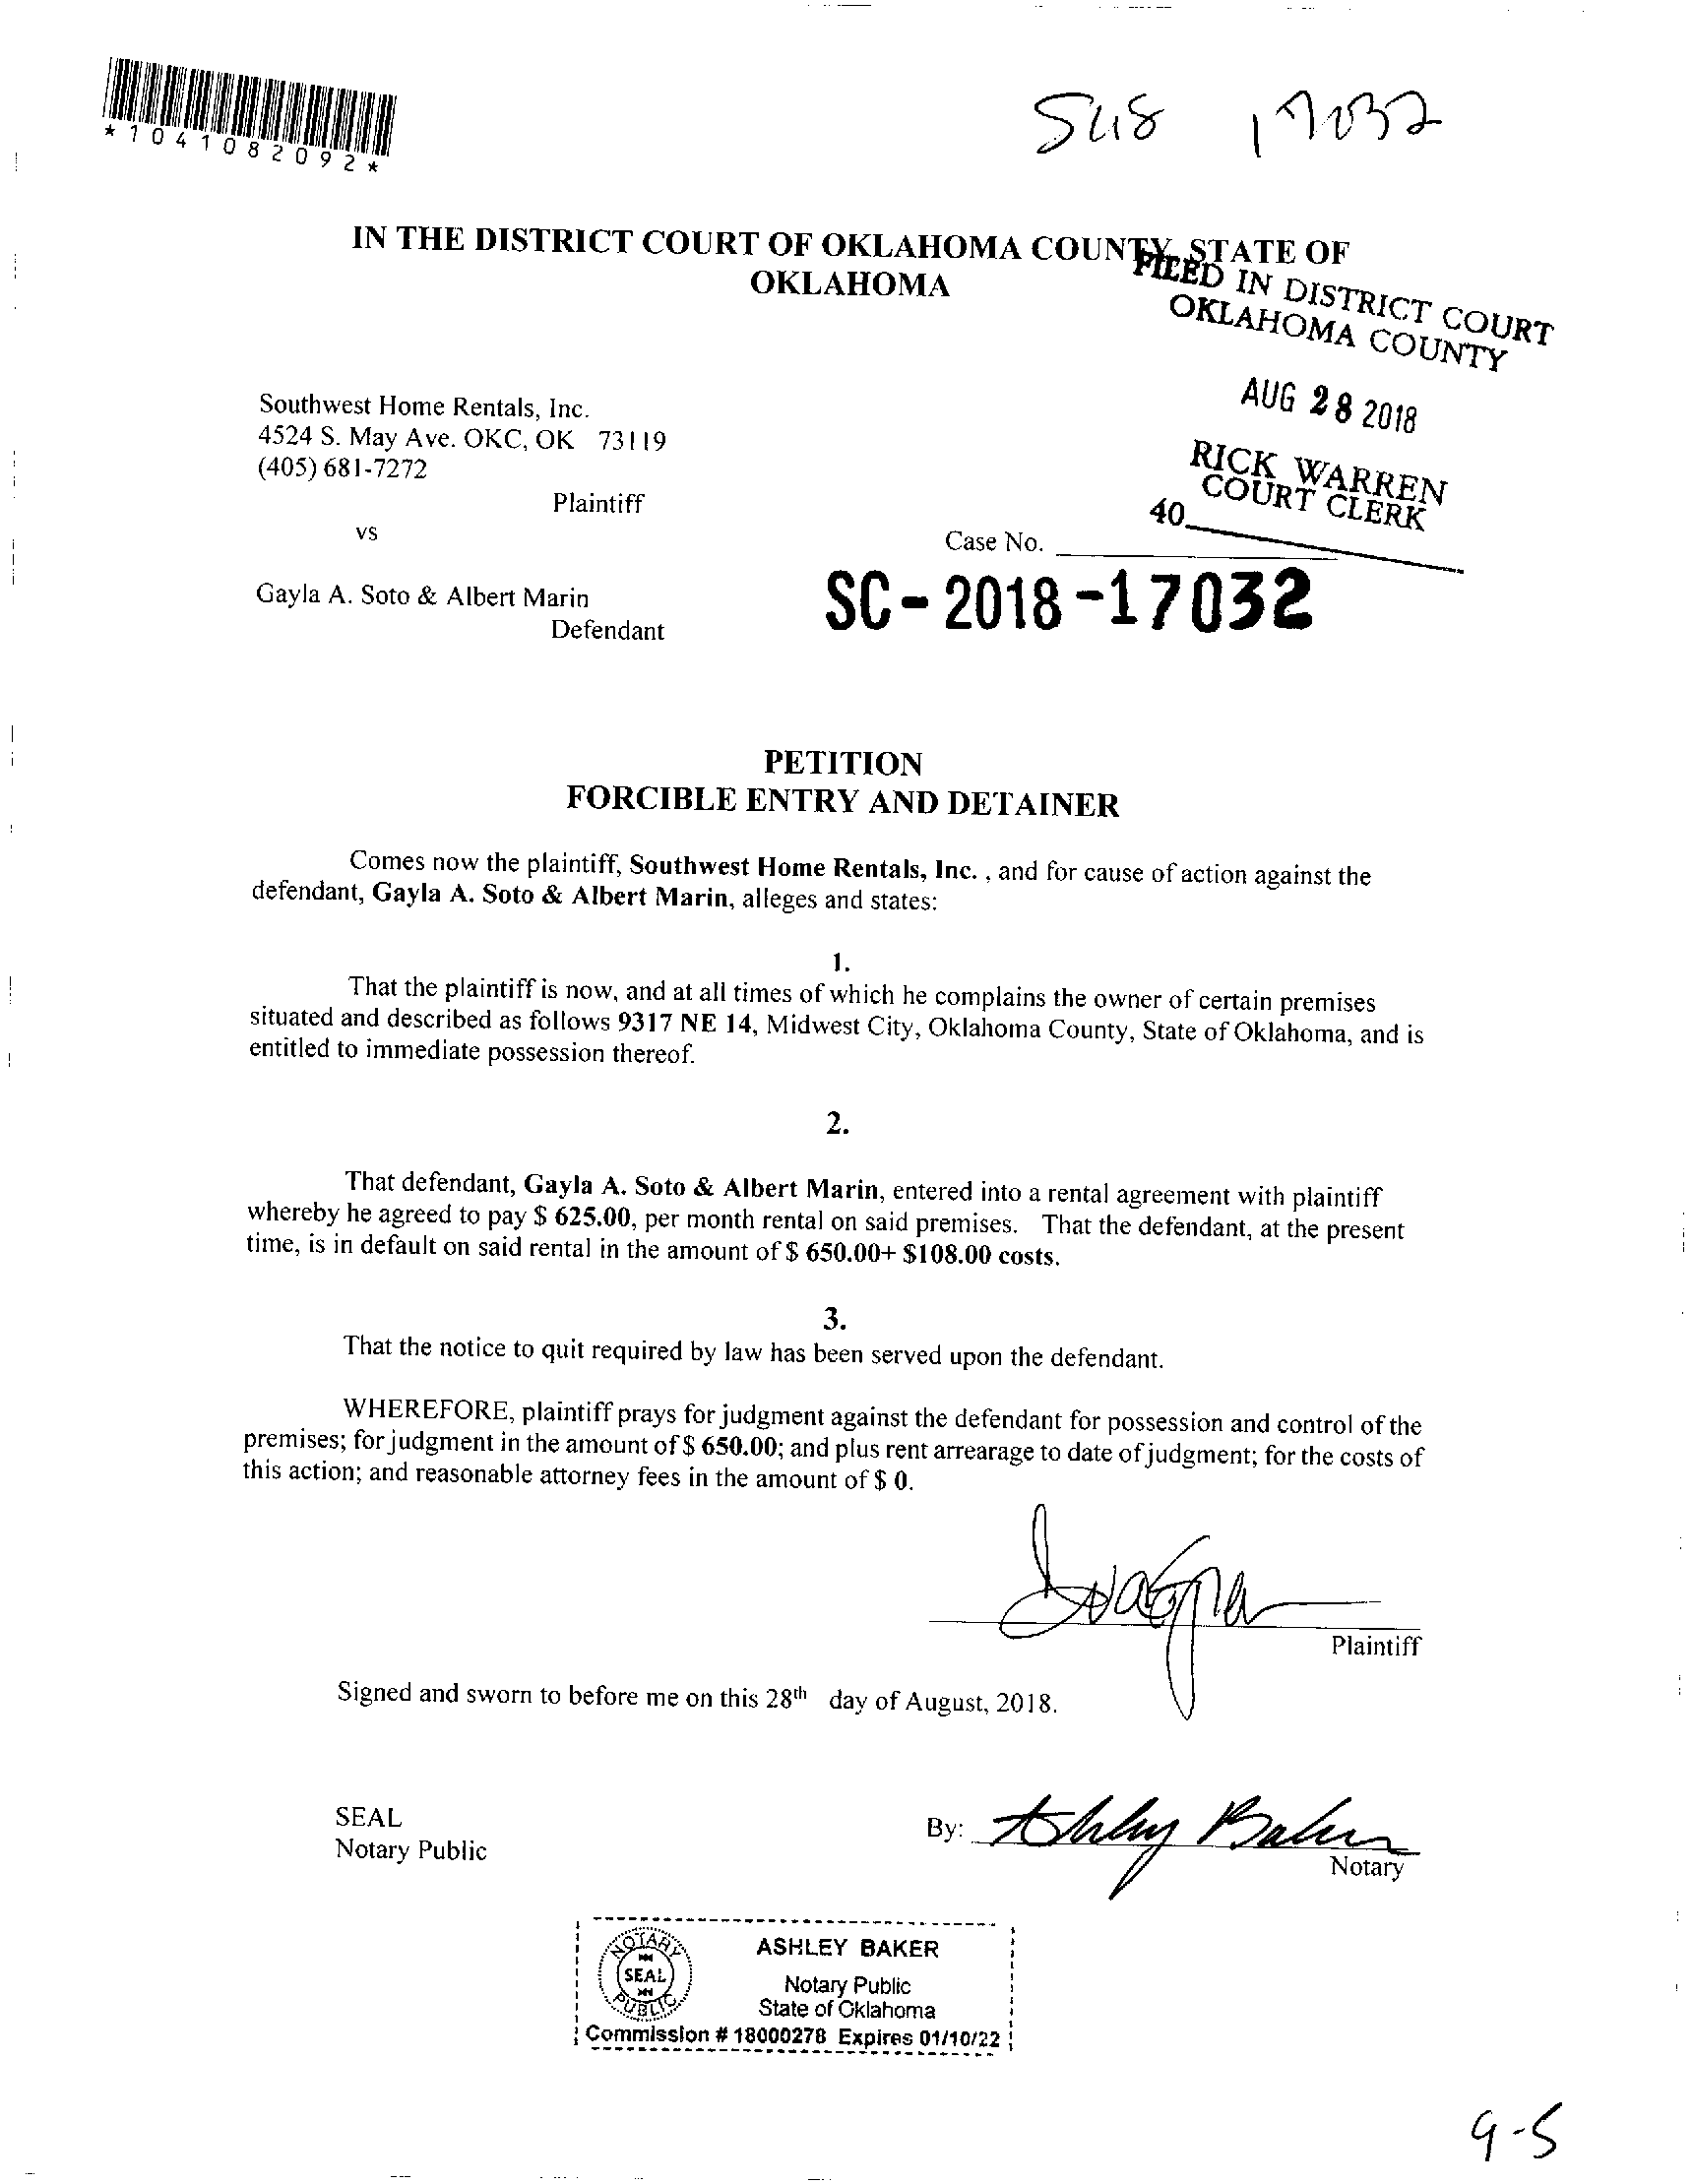 *1041082092*
17032
IN THE DISTRICT COURT OF OKLAHOMA COUNTY, STATE OF
OKLAHOMA
FILED IN DISTRICT COURT
OKLAHOMA COUNTY
AUG 28 2018
RICK WARREN
COURT CLERK
40
Southwest Home Rentals, Inc.
4524 S. May Ave. OKC, OK 73119
(405) 681-7272
Plaintiff
vs
Case No.
SC-2018-17032
Gayla A. Soto & Albert Marin
Defendant
PETITION
FORCIBLE ENTRY AND DETAINER
Comes now the plaintiff, Southwest Home Rentals, Inc. , and for cause of action against the
defendant, Gayla A. Soto & Albert Marin, alleges and states:
1.
That the plaintiff is now, and at all times of which he complains the owner of certain premises
situated and described as follows 9317 NE 14, Midwest City, Oklahoma County, State of Oklahoma, and is
entitled to immediate possession thereof.
2.
That defendant, Gayla A. Soto & Albert Marin, entered into a rental agreement with plaintiff
whereby he agreed to pay $ 625.00, per month rental on said premises. That the defendant, at the present
time, is in default on said rental in the amount of $ 650.00+ $108.00 costs.
3.
That the notice to quit required by law has been served upon the defendant.
WHEREFORE, plaintiff prays for judgment against the defendant for possession and control of the
premises; for judgment in the amount of $ 650.00; and plus rent arrearage to date of judgment; for the costs of
this action; and reasonable attorney fees in the amount of $ 0.
Plaintiff
Signed and sworn to before me on this 28th day of August, 2018.
SEAL
Notary Public
By: Ashley Baker
Notary
NOTARY
SEAL
PUBLIC
ASHLEY BAKER
Notary Public
State of Oklahoma
Commission # 18000278 Expires 01/10/22
9-5